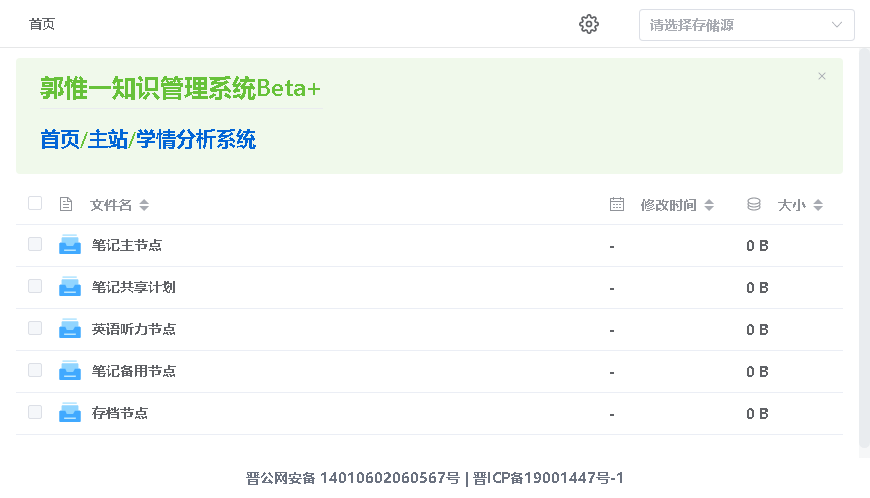 首页 请选择存储源
郭惟一知识管理系统Beta+
首页/主站/学情分析系统
文件名 修改时间 大小
笔记主节点 - 0 B
笔记共享计划 - 0 B
英语听力节点 - 0 B
笔记备用节点 - 0 B
存档节点 - 0 B
晋公网安备 14010602060567号 | 晋ICP备19001447号-1